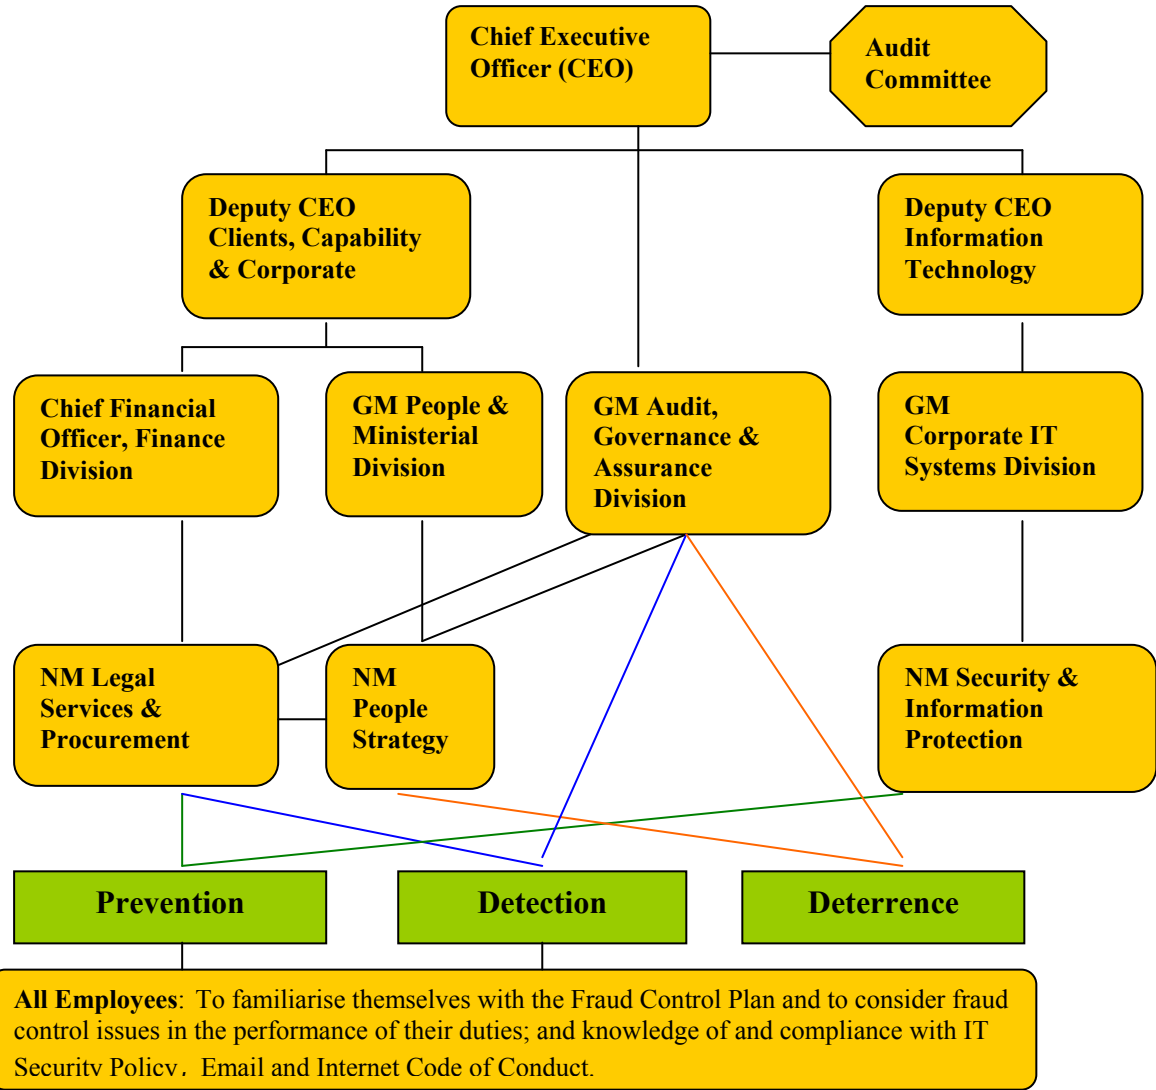 Chief Executive
Officer (CEO)
Audit
Committee
Deputy CEO
Clients, Capability
& Corporate
Deputy CEO
Information
Technology
Chief Financial
Officer, Finance
Division
GM People &
Ministerial
Division
GM Audit,
Governance &
Assurance
Division
GM
Corporate IT
Systems Division
NM Legal
Services &
Procurement
NM
People
Strategy
NM Security &
Information
Protection
Prevention
Detection
Deterrence
All Employees: To familiarise themselves with the Fraud Control Plan and to consider fraud
control issues in the performance of their duties; and knowledge of and compliance with IT
Security Policy, Email and Internet Code of Conduct.